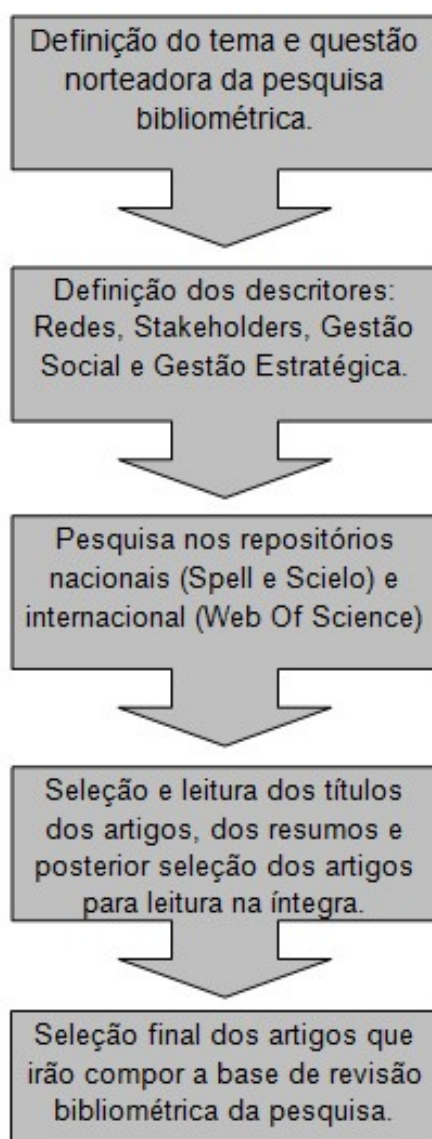 Definição do tema e questão
norteadora da pesquisa
bibliométrica.
Definição dos descritores:
Redes, Stakeholders, Gestão
Social e Gestão Estratégica.
Pesquisa nos repositórios
nacionais (Spell e Scielo) e
internacional (Web Of Science)
Seleção e leitura dos títulos
dos artigos, dos resumos e
posterior seleção dos artigos
para leitura na íntegra.
Seleção final dos artigos que
irão compor a base de revisão
bibliométrica da pesquisa.